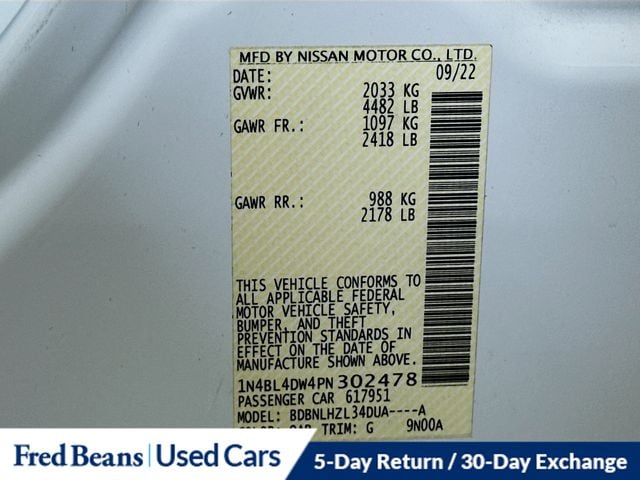 MFD BY NISSAN MOTOR CO., LTD.
DATE: 09/22
GVWR: 2033 KG
4482 LB
GAWR FR.: 1097 KG
2418 LB
GAWR RR.: 988 KG
2178 LB
THIS VEHICLE CONFORMS TO
ALL APPLICABLE FEDERAL
MOTOR VEHICLE SAFETY,
BUMPER, AND THEFT
PREVENTION STANDARDS IN
EFFECT ON THE DATE OF
MANUFACTURE SHOWN ABOVE.
1N4BL4DW4PN302478
PASSENGER CAR 617951
MODEL: BDBNLHZL34DUA----A
TRIM: G 9N00A
Fred Beans | Used Cars 5-Day Return / 30-Day Exchange